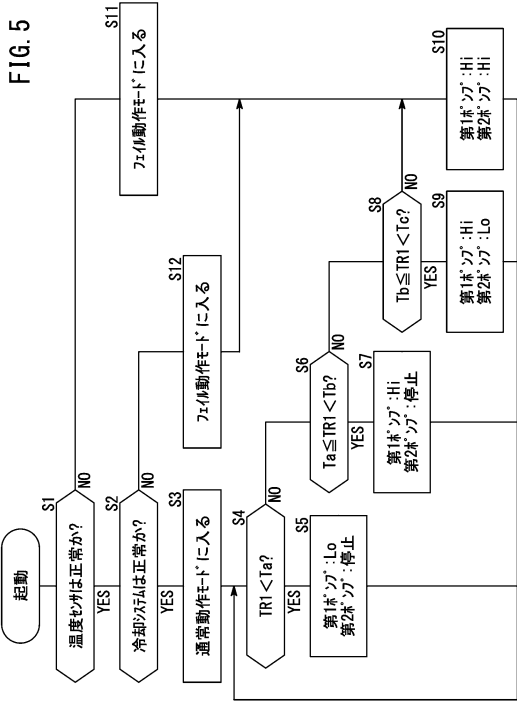 FIG.5
起動
S1
温度センサは正常か?
NO
YES
S11
フェイル動作モードに入る
S2
冷却システムは正常か?
NO
YES
S12
フェイル動作モードに入る
S3
通常動作モードに入る
S4
TR1<Ta?
NO
YES
S5
第1ポンプ:Lo
第2ポンプ:停止
S6
Ta≦TR1<Tb?
NO
YES
S7
第1ポンプ:Hi
第2ポンプ:停止
S8
Tb≦TR1<Tc?
NO
YES
S9
第1ポンプ:Hi
第2ポンプ:Lo
S10
第1ポンプ:Hi
第2ポンプ:Hi